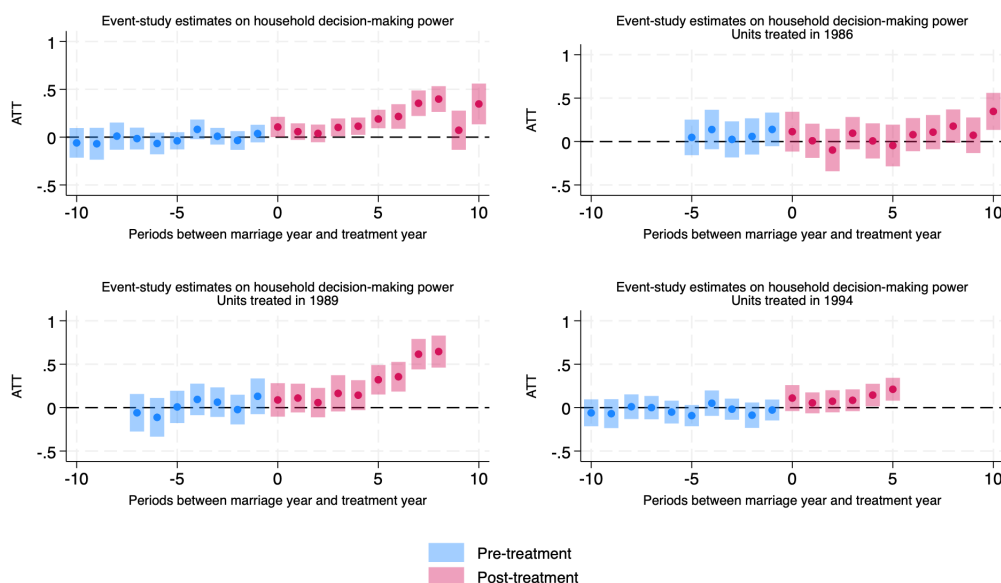 Event-study estimates on household decision-making power
1
.5
0
-.5
ATT
-10
-5
0
5
10
Periods between marriage year and treatment year
Event-study estimates on household decision-making power
Units treated in 1986
1
.5
0
-.5
ATT
-10
-5
0
5
10
Periods between marriage year and treatment year
Event-study estimates on household decision-making power
Units treated in 1989
1
.5
0
-.5
ATT
-10
-5
0
5
10
Periods between marriage year and treatment year
Event-study estimates on household decision-making power
Units treated in 1994
1
.5
0
-.5
ATT
-10
-5
0
5
10
Periods between marriage year and treatment year
Pre-treatment
Post-treatment